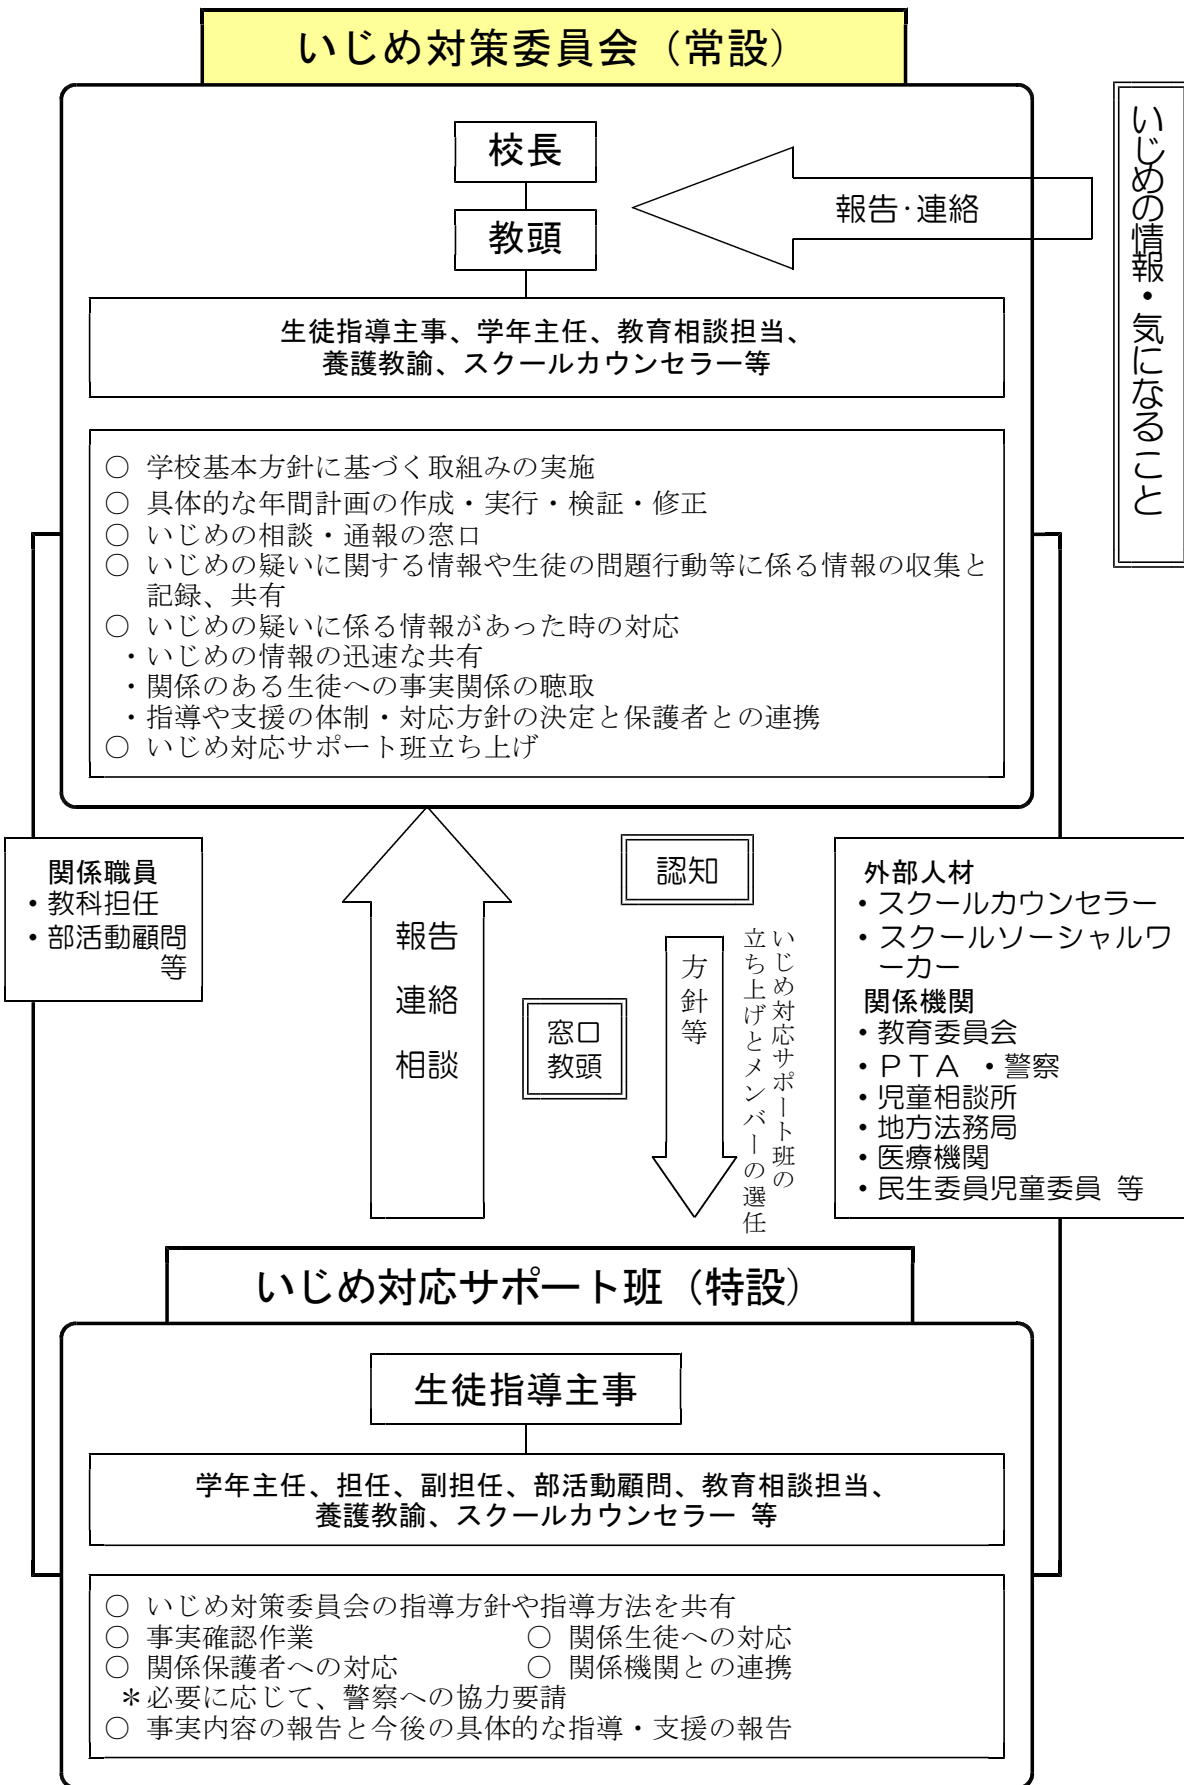 いじめ対策委員会（常設）
校長
教頭
報告・連絡
いじめの情報・気になること
生徒指導主事、学年主任、教育相談担当、
養護教諭、スクールカウンセラー等
○ 学校基本方針に基づく取組みの実施
○ 具体的な年間計画の作成・実行・検証・修正
○ いじめの相談・通報の窓口
○ いじめの疑いに関する情報や生徒の問題行動等に係る情報の収集と
記録、共有
○ いじめの疑いに係る情報があった時の対応
・いじめの情報の迅速な共有
・関係のある生徒への事実関係の聴取
・指導や支援の体制・対応方針の決定と保護者との連携
○ いじめ対応サポート班立ち上げ
関係職員
・教科担任
・部活動顧問
等
報告
連絡
相談
窓口
教頭
認知
方針等
いじめ対応サポート班の
立ち上げとメンバーの選任
外部人材
・スクールカウンセラー
・スクールソーシャルワ
ーカー
関係機関
・教育委員会
・ＰＴＡ ・警察
・児童相談所
・地方法務局
・医療機関
・民生委員児童委員 等
いじめ対応サポート班（特設）
生徒指導主事
学年主任、担任、副担任、部活動顧問、教育相談担当、
養護教諭、スクールカウンセラー 等
○ いじめ対策委員会の指導方針や指導方法を共有
○ 事実確認作業 ○ 関係生徒への対応
○ 関係保護者への対応 ○ 関係機関との連携
＊必要に応じて、警察への協力要請
○ 事実内容の報告と今後の具体的な指導・支援の報告